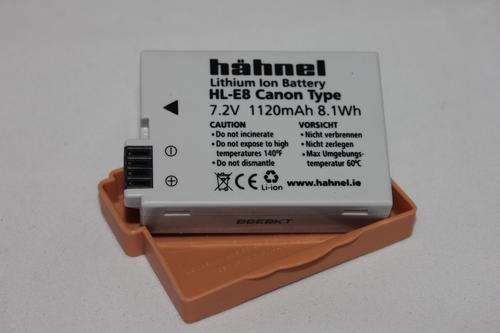 hähnel
Lithium Ion Battery
HL-E8 Canon Type
7.2V 1120mAh 8.1Wh
CAUTION
• Do not incinerate
• Do not expose to high
temperatures 140°F
• Do not dismantle
VORSICHT
• Nicht verbrennen
• Nicht zerlegen
• Max Umgebungs-
temperatur 60°C
CE Li-ion www.hahnel.ie